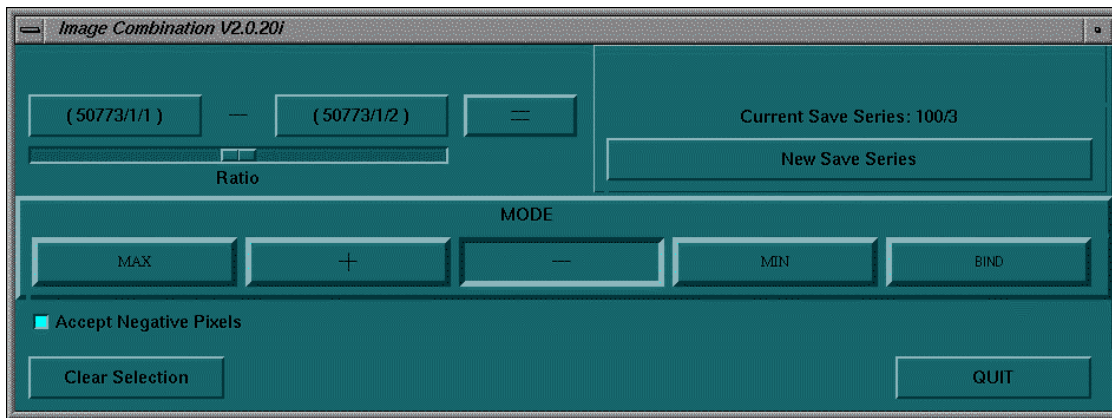 Image Combination V2.0.20i
( 50773/1/1 ) — ( 50773/1/2 ) =
Current Save Series: 100/3
New Save Series
Ratio
MODE
MAX + — MIN BIND
Accept Negative Pixels
Clear Selection QUIT